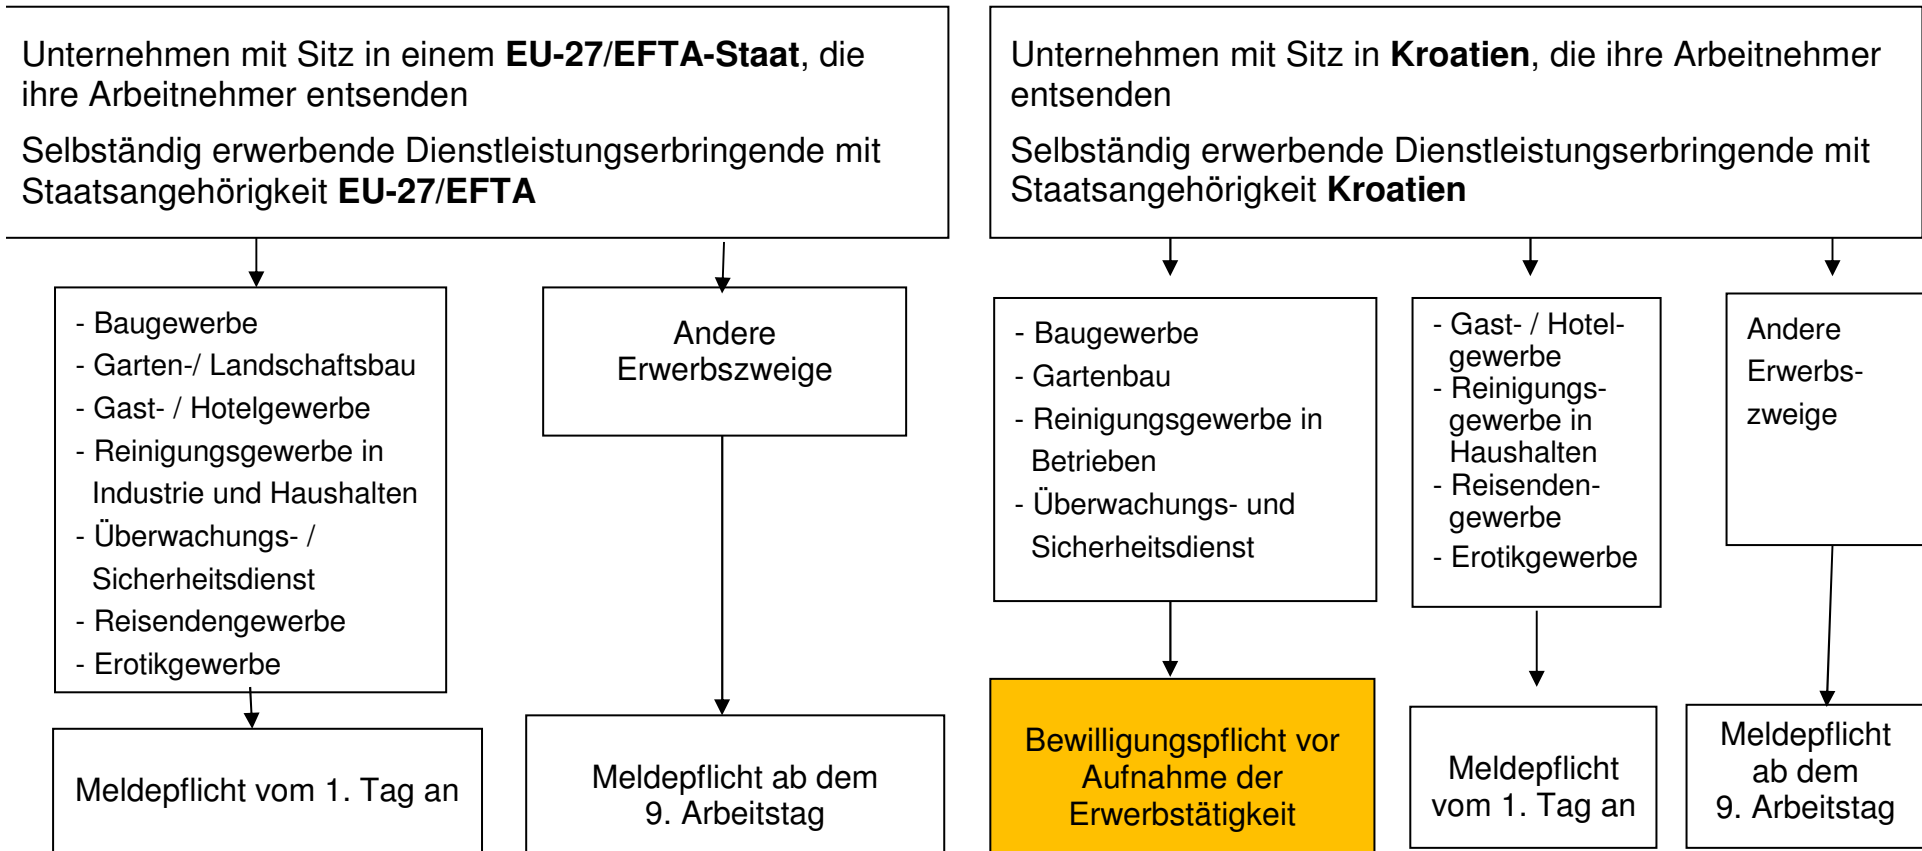 Unternehmen mit Sitz in einem EU-27/EFTA-Staat, die
ihre Arbeitnehmer entsenden
Selbständig erwerbende Dienstleistungserbringende mit
Staatsangehörigkeit EU-27/EFTA
Unternehmen mit Sitz in Kroatien, die ihre Arbeitnehmer
entsenden
Selbständig erwerbende Dienstleistungserbringende mit
Staatsangehörigkeit Kroatien
- Baugewerbe
- Garten-/ Landschaftsbau
- Gast- / Hotelgewerbe
- Reinigungsgewerbe in
Industrie und Haushalten
- Überwachungs- /
Sicherheitsdienst
- Reisendengewerbe
- Erotikgewerbe
Andere
Erwerbszweige
- Baugewerbe
- Gartenbau
- Reinigungsgewerbe in
Betrieben
- Überwachungs- und
Sicherheitsdienst
- Gast- / Hotel-
gewerbe
- Reinigungs-
gewerbe in
Haushalten
- Reisenden-
gewerbe
- Erotikgewerbe
Andere
Erwerbs-
zweige
Meldepflicht vom 1. Tag an
Meldepflicht ab dem
9. Arbeitstag
Bewilligungspflicht vor
Aufnahme der
Erwerbstätigkeit
Meldepflicht
vom 1. Tag an
Meldepflicht
ab dem
9. Arbeitstag